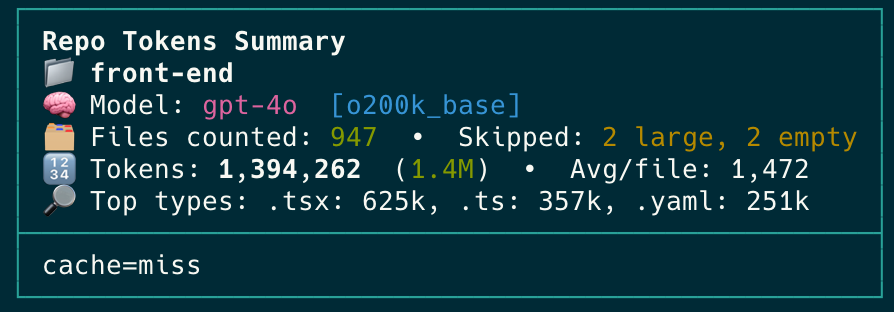 Repo Tokens Summary
📁 front-end
🧠 Model: gpt-4o  [o200k_base]
🗂️ Files counted: 947  •  Skipped: 2 large, 2 empty
🔢 Tokens: 1,394,262  (1.4M)  •  Avg/file: 1,472
🔎 Top types: .tsx: 625k, .ts: 357k, .yaml: 251k
cache=miss